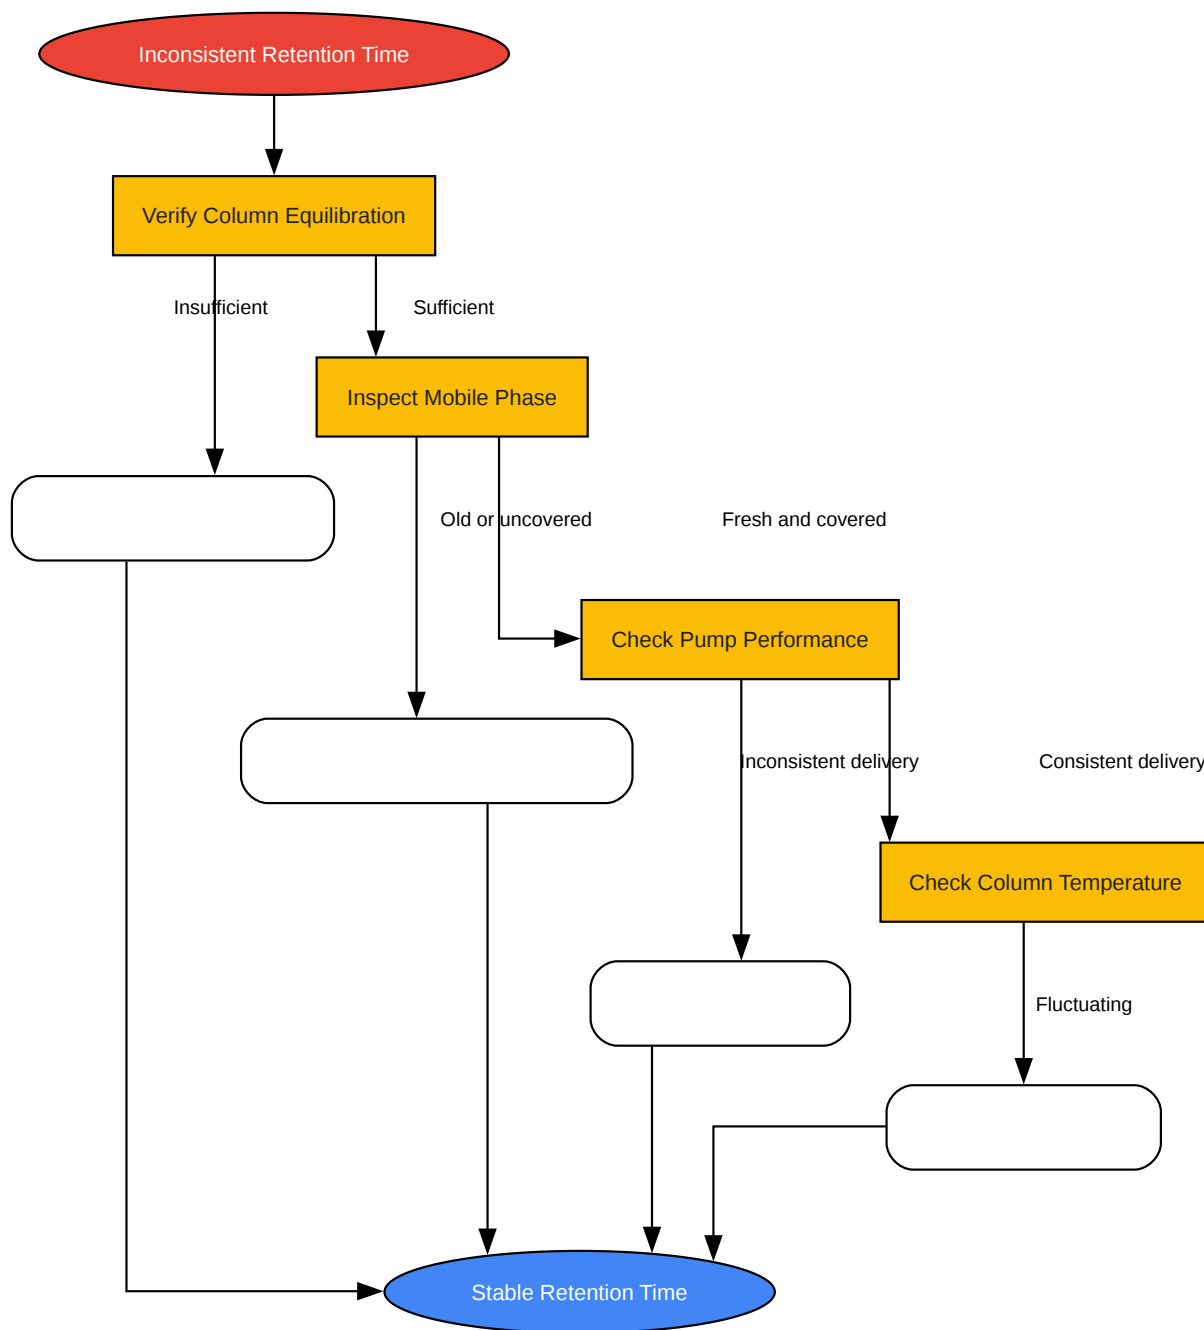 Inconsistent Retention Time
Verify Column Equilibration
Insufficient
Sufficient
Inspect Mobile Phase
Old or uncovered
Fresh and covered
Check Pump Performance
Inconsistent delivery
Consistent delivery
Check Column Temperature
Fluctuating
Stable Retention Time